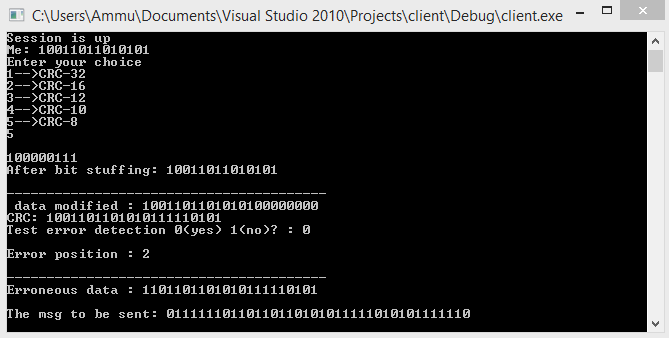 C:\Users\Ammu\Documents\Visual Studio 2010\Projects\client\Debug\client.exe
Session is up
Me: 10011011010101
Enter your choice
1-->CRC-32
2-->CRC-16
3-->CRC-12
4-->CRC-10
5-->CRC-8
5
100000111
After bit stuffing: 10011011010101
----------------------------------------
data modified : 1001101101010100000000
CRC: 1001101101010111110101
Test error detection 0(yes) 1(no)? : 0
Error position : 2
----------------------------------------
Erroneous data : 1101101101010111110101
The msg to be sent: 01111110110110110101011111010101111110